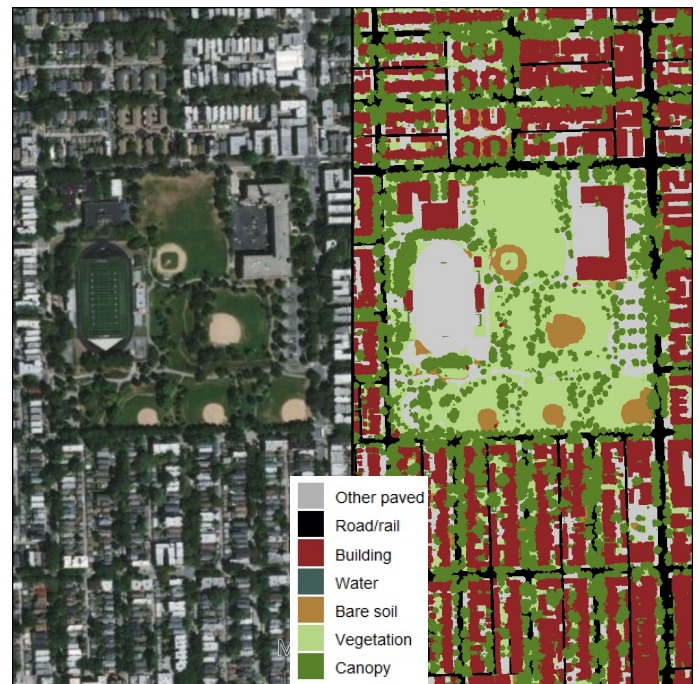 M
Other paved
Road/rail
Building
Water
Bare soil
Vegetation
Canopy